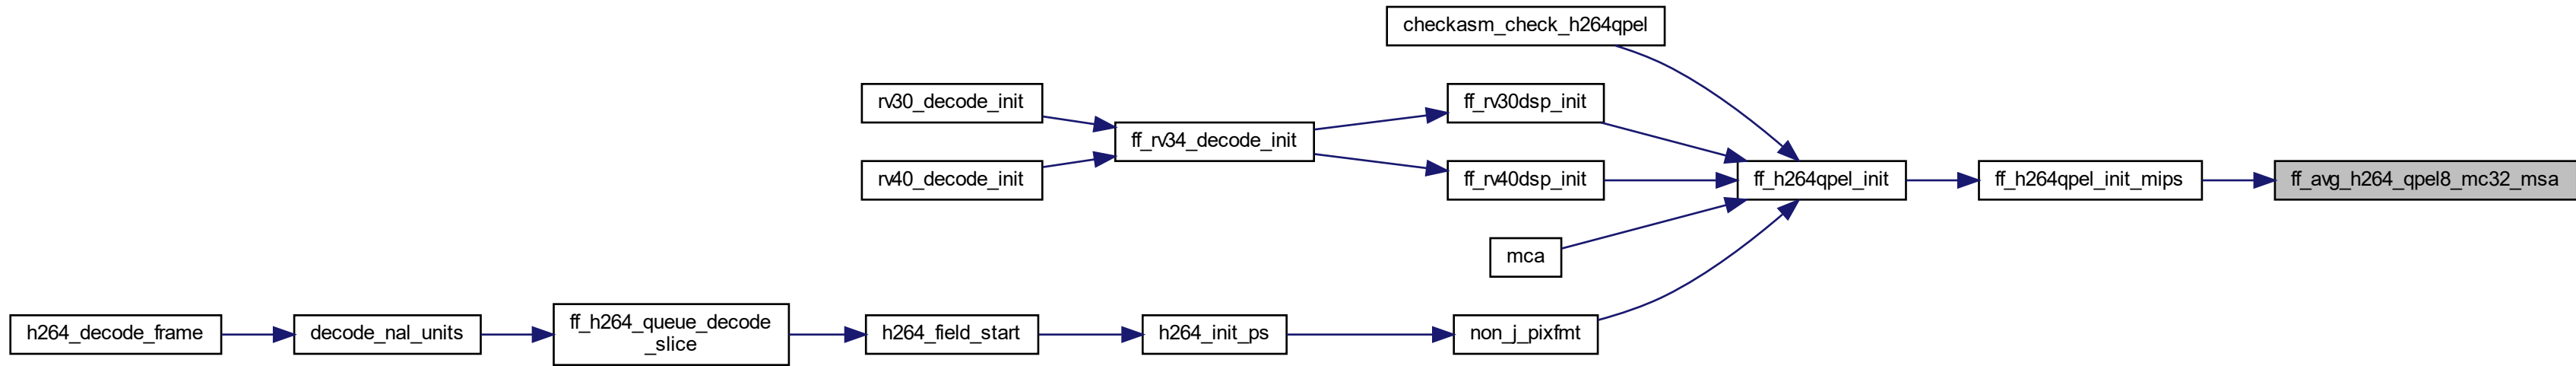 checkasm_check_h264qpel
rv30_decode_init
ff_rv30dsp_init
ff_rv34_decode_init
rv40_decode_init
ff_rv40dsp_init
ff_h264qpel_init
ff_h264qpel_init_mips
ff_avg_h264_qpel8_mc32_msa
mca
h264_decode_frame
decode_nal_units
ff_h264_queue_decode
_slice
h264_field_start
h264_init_ps
non_j_pixfmt